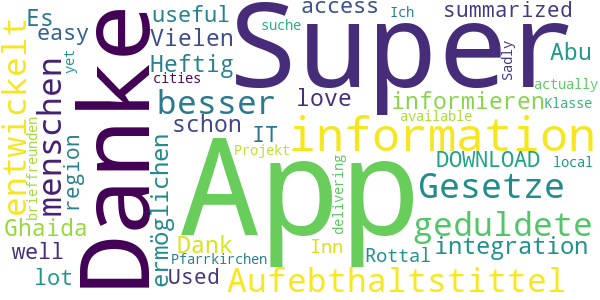 Es
easy
useful
Vielen
Heftig
cities
Super
access
suche
Ich
summarized
Sadly
Abu
yet
entwickelt
menschen
Danke
besser
schon
IT
love
informieren
actually
Klasse
available
information
brieffreunden
region
ermöglichen
Projekt
App
delivering
DOWNLOAD
local
Gesetze
geduldete
Ghaida
well
lot
Dank
Pfarrkirchen
Used
Inn
Rottal
integration
Aufebthaltstittel